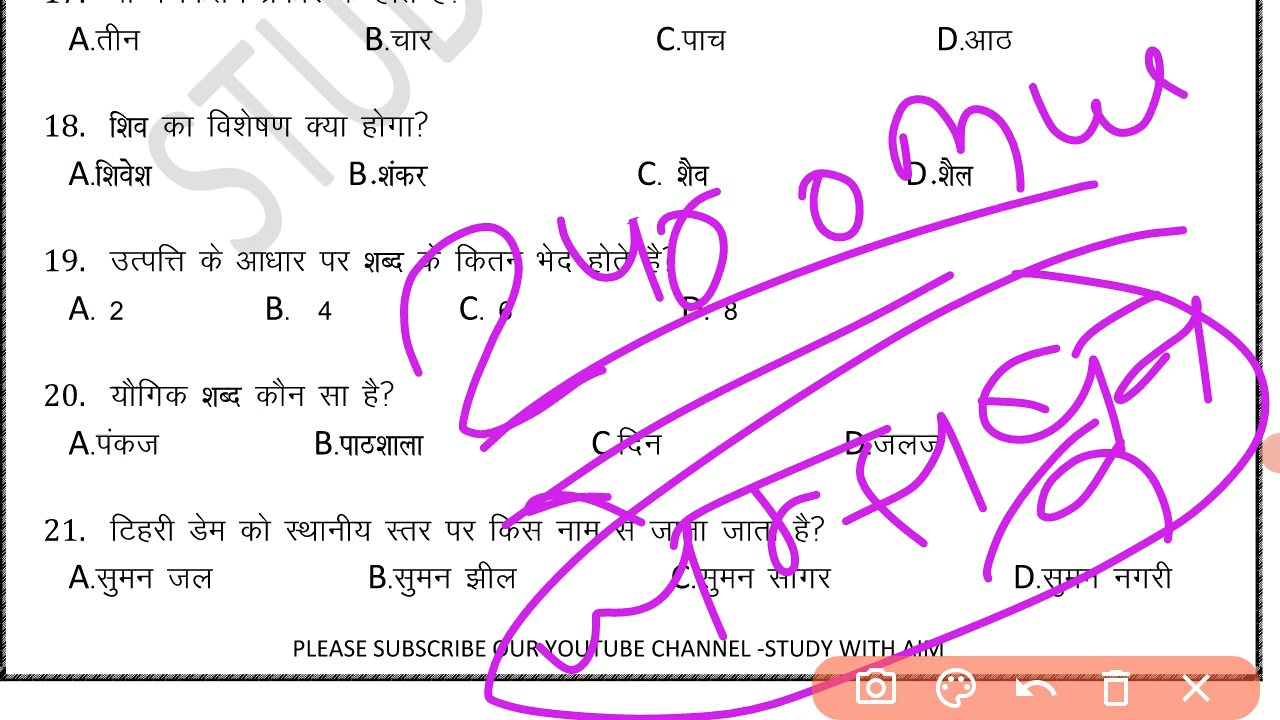 A.तीन B.चार C.पाच D.आठ
18. शिव का विशेषण क्या होगा?
A.शिवेश B.शंकर C. शैव D.शैल
19. उत्पत्ति के आधार पर शब्द के कितने भेद होते है?
A. 2 B. 4 C. 6 D. 8
20. यौगिक शब्द कौन सा है?
A.पंकज B.पाठशाला C.दिन D.जलज
21. टिहरी डेम को स्थानीय स्तर पर किस नाम से जाना जाता है?
A.सुमन जल B.सुमन झील C.सुमन सागर D.सुमन नगरी
PLEASE SUBSCRIBE OUR YOUTUBE CHANNEL -STUDY WITH AIM
2400 MW